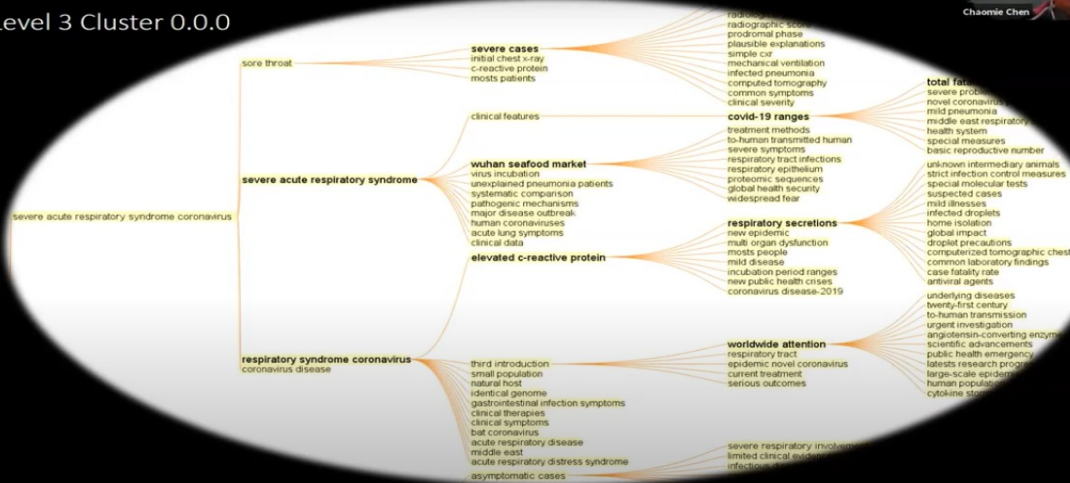 Level 3 Cluster 0.0.0
Chaomie Chen
severe acute respiratory syndrome coronavirus
sore throat
severe acute respiratory syndrome
respiratory syndrome coronavirus
coronavirus disease
severe cases
initial chest x-ray
c-reactive protein
mosts patients
clinical features
wuhan seafood market
virus incubation
unexplained pneumonia patients
systematic comparison
pathogenic mechanisms
major disease outbreak
human coronaviruses
acute lung symptoms
clinical data
elevated c-reactive protein
third introduction
small population
natural host
identical genome
gastrointestinal infection symptoms
clinical therapies
clinical symptoms
bat coronavirus
acute respiratory disease
middle east
acute respiratory distress syndrome
asymptomatic cases
radiographic score
prodromal phase
plausible explanations
simple cxr
mechanical ventilation
infected pneumonia
computed tomography
common symptoms
clinical severity
covid-19 ranges
treatment methods
to-human transmitted human
severe symptoms
respiratory tract infections
respiratory epithelium
proteomic sequences
global health security
widespread fear
respiratory secretions
new epidemic
multi organ dysfunction
mosts people
mild disease
incubation period ranges
new public health crises
coronavirus disease-2019
worldwide attention
respiratory tract
epidemic novel coronavirus
current treatment
serious outcomes
severe respiratory
limited clinical
infectious
total
severe
novel coronavirus
mild pneumonia
middle east respiratory
health system
special measures
basic reproductive number
unknown intermediary animals
strict infection control measures
special molecular tests
suspected cases
mild illnesses
infected droplets
home isolation
global impact
droplet precautions
computerized tomographic chest
common laboratory findings
case fatality rate
antiviral agents
underlying diseases
twenty-first century
to-human transmission
urgent investigation
angiotensin-converting
scientific advancements
public health emergency
latests research
large-scale
human
cytokine